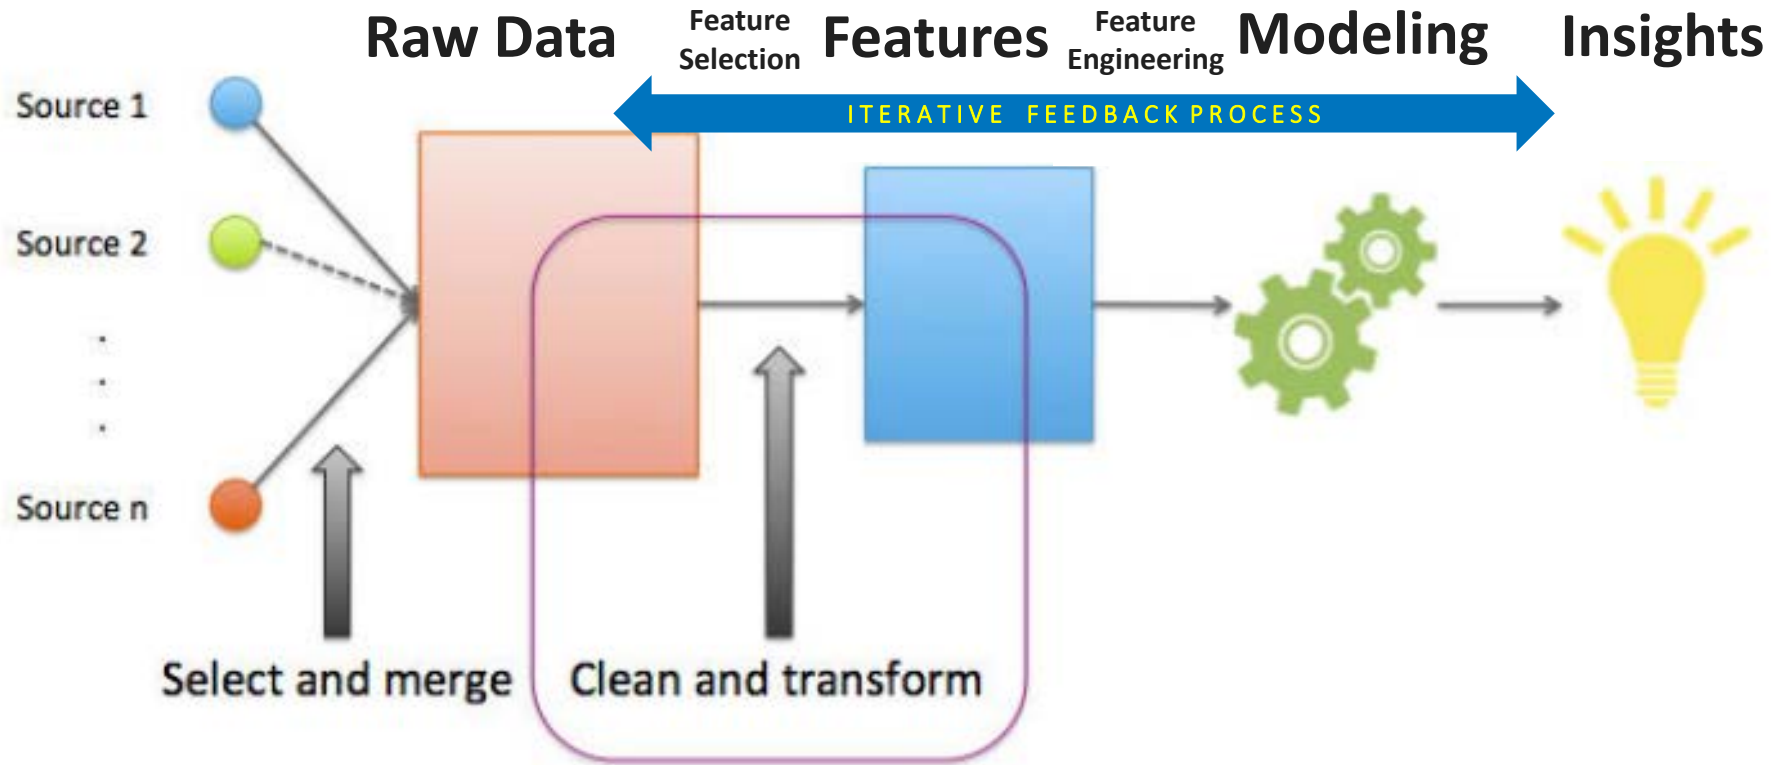 Raw Data
Feature
Selection
Features
Feature
Engineering
Modeling
Insights
ITERATIVE FEEDBACK PROCESS
Source 1
Source 2
.
.
.
Source n
Select and merge
Clean and transform